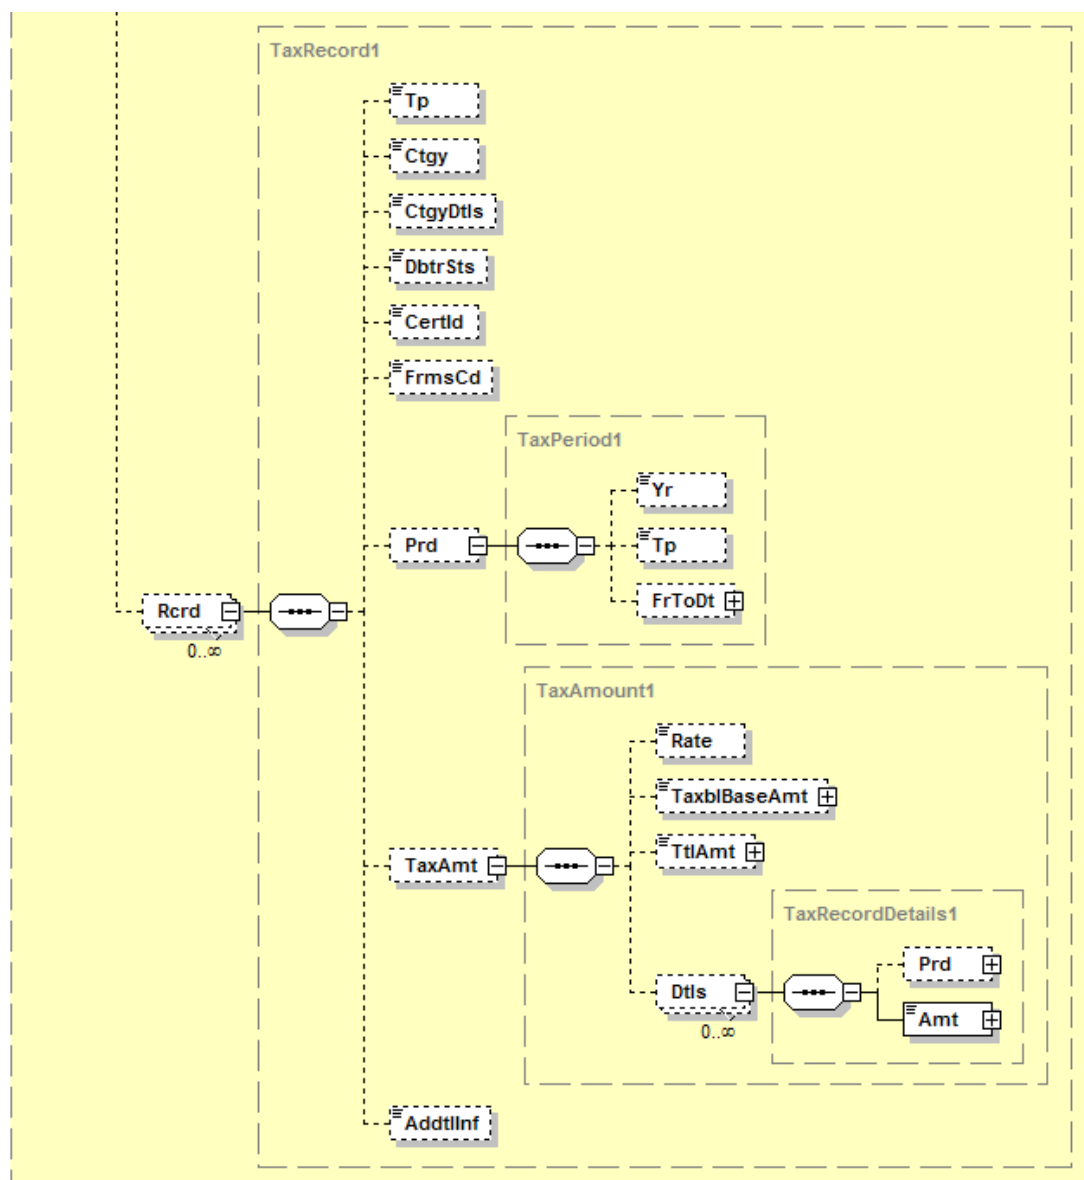 TaxRecord1
Tp
Ctgy
CtgyDtls
DbtrSts
CertId
FrmsCd
TaxPeriod1
Yr
Prd
Tp
FrToDt
Rcrd
0..∞
TaxAmount1
Rate
TaxblBaseAmt
TtlAmt
TaxAmt
TaxRecordDetails1
Prd
Dtls
Amt
0..∞
AddtlInf